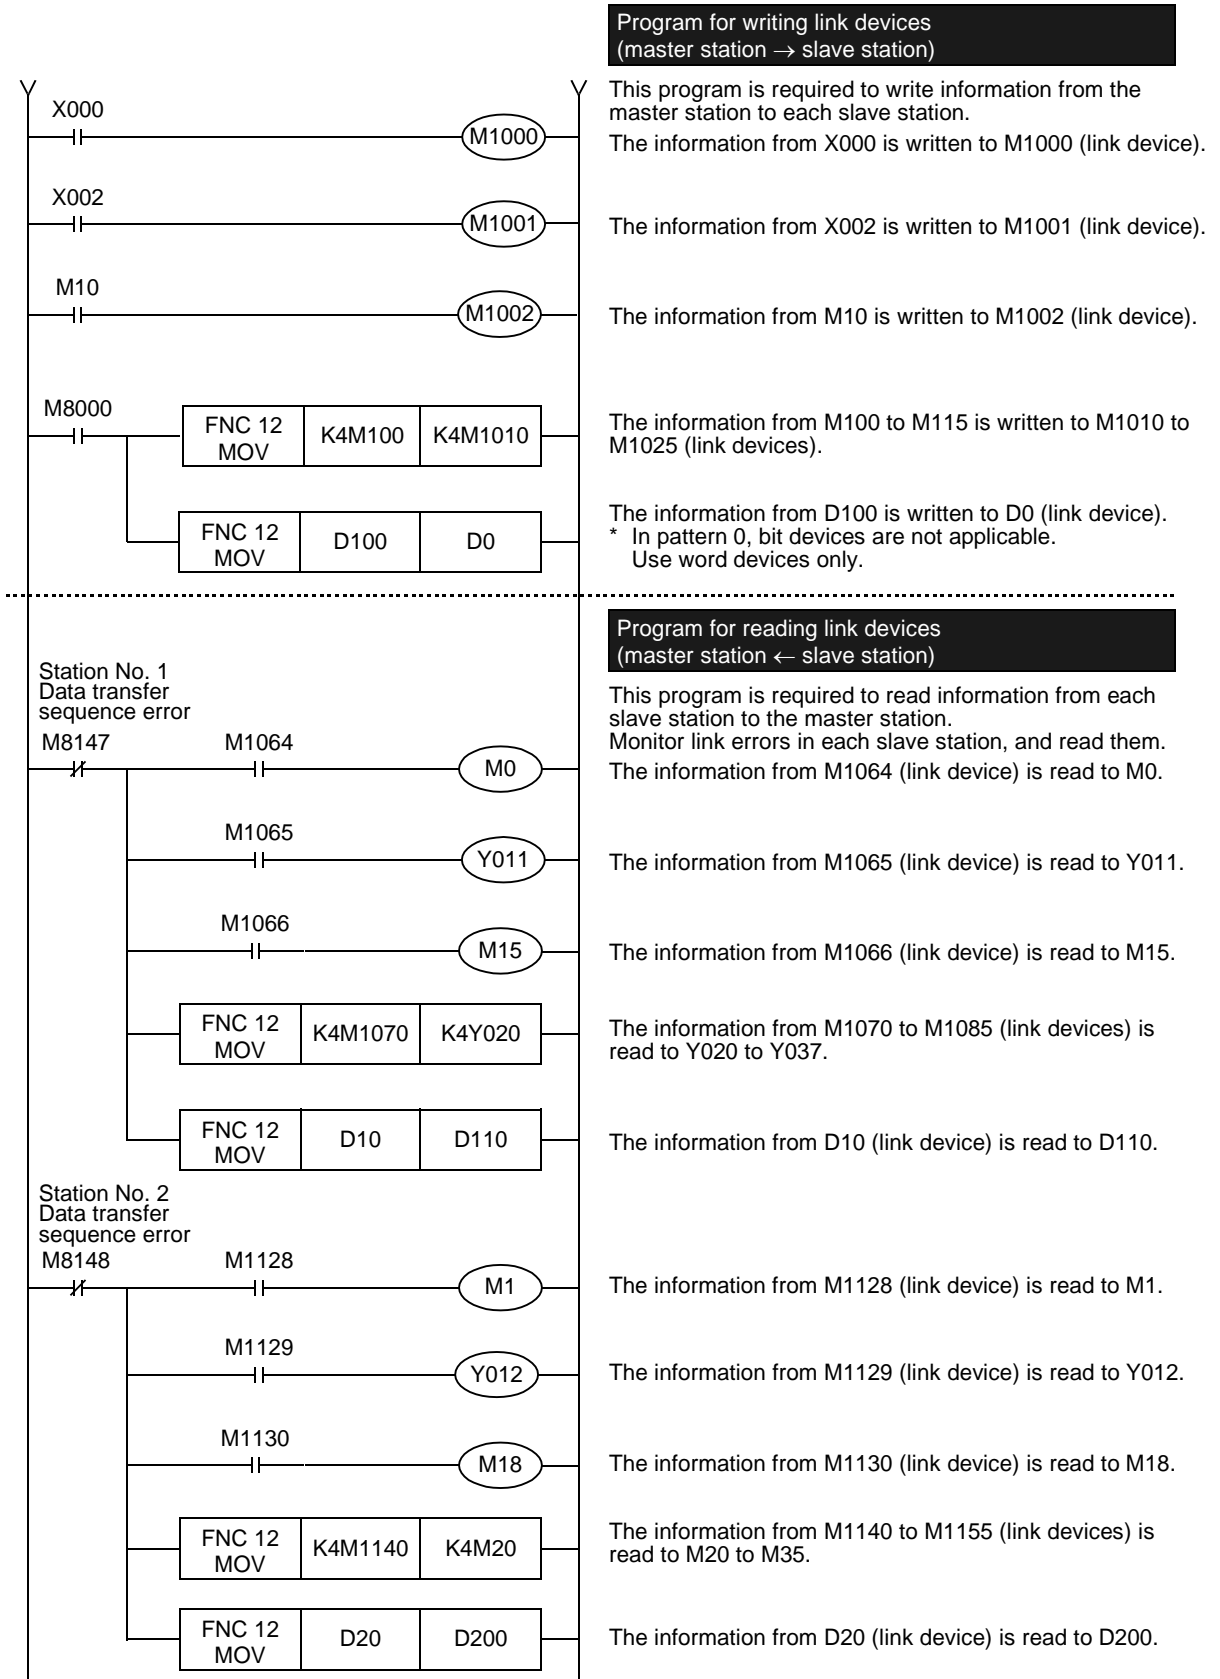 Program for writing link devices
(master station → slave station)
This program is required to write information from the
master station to each slave station.
X000
M1000
The information from X000 is written to M1000 (link device).
X002
M1001
The information from X002 is written to M1001 (link device).
M10
M1002
The information from M10 is written to M1002 (link device).
M8000
FNC 12
MOV
K4M100
K4M1010
The information from M100 to M115 is written to M1010 to
M1025 (link devices).
FNC 12
MOV
D100
D0
The information from D100 is written to D0 (link device).
* In pattern 0, bit devices are not applicable.
Use word devices only.
Program for reading link devices
(master station ← slave station)
This program is required to read information from each
slave station to the master station.
Monitor link errors in each slave station, and read them.
Station No. 1
Data transfer
sequence error
M8147
M1064
M0
The information from M1064 (link device) is read to M0.
M1065
Y011
The information from M1065 (link device) is read to Y011.
M1066
M15
The information from M1066 (link device) is read to M15.
FNC 12
MOV
K4M1070
K4Y020
The information from M1070 to M1085 (link devices) is
read to Y020 to Y037.
FNC 12
MOV
D10
D110
The information from D10 (link device) is read to D110.
Station No. 2
Data transfer
sequence error
M8148
M1128
M1
The information from M1128 (link device) is read to M1.
M1129
Y012
The information from M1129 (link device) is read to Y012.
M1130
M18
The information from M1130 (link device) is read to M18.
FNC 12
MOV
K4M1140
K4M20
The information from M1140 to M1155 (link devices) is
read to M20 to M35.
FNC 12
MOV
D20
D200
The information from D20 (link device) is read to D200.